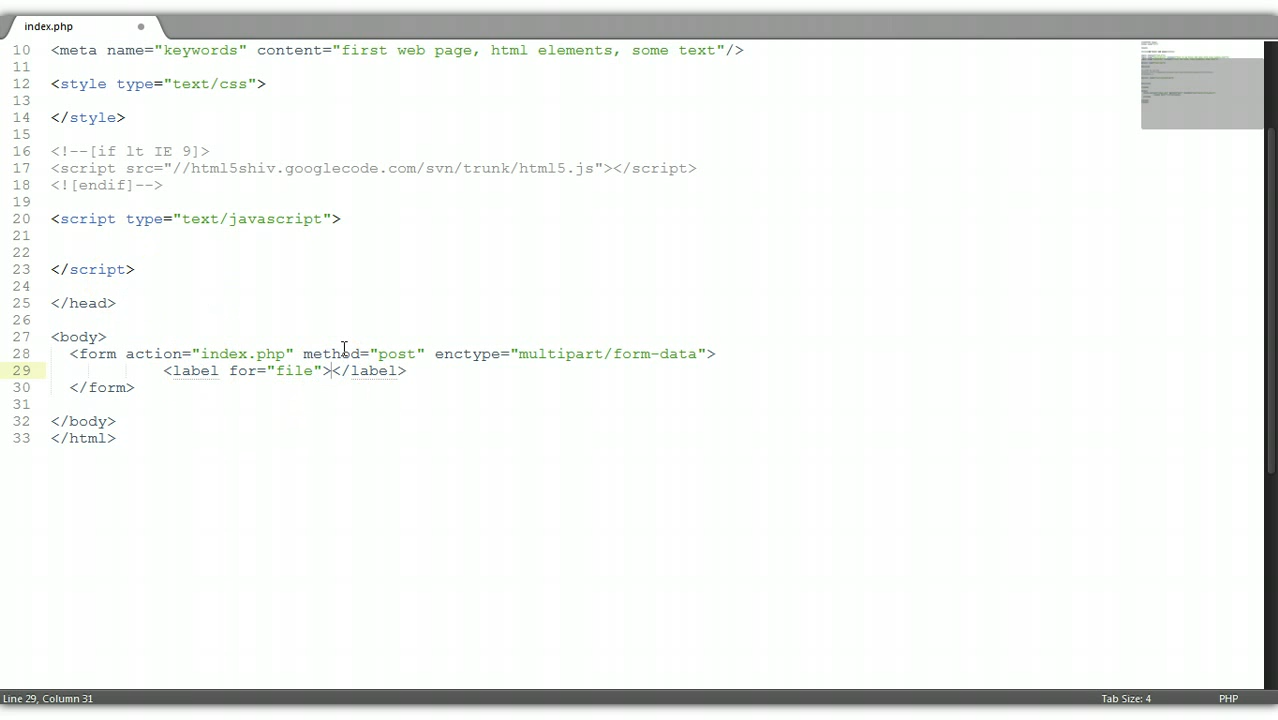 index.php
10 <meta name="keywords" content="first web page, html elements, some text"/>
11
12 <style type="text/css">
13
14 </style>
15
16 <!--[if lt IE 9]>
17 <script src="//html5shiv.googlecode.com/svn/trunk/html5.js"></script>
18 <![endif]-->
19
20 <script type="text/javascript">
21
22
23 </script>
24
25 </head>
26
27 <body>
28 <form action="index.php" method="post" enctype="multipart/form-data">
29 <label for="file"></label>
30 </form>
31
32 </body>
33 </html>
Line 29, Column 31 Tab Size: 4 PHP